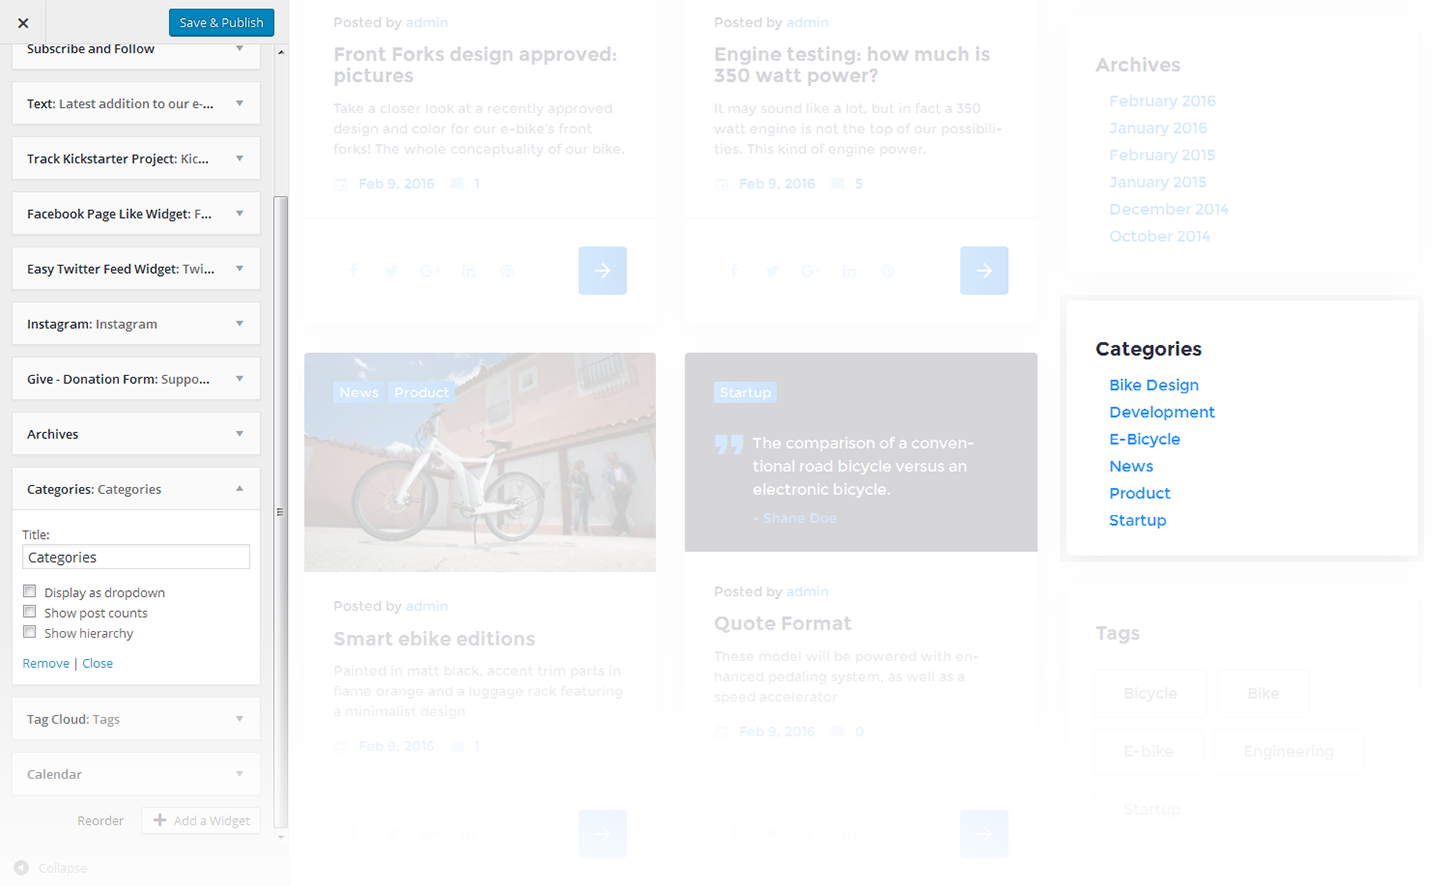 Save & Publish
Subscribe and Follow
Text: Latest addition to our e-...
Track Kickstarter Project: Kic...
Facebook Page Like Widget: F...
Easy Twitter Feed Widget: Twi...
Instagram: Instagram
Give - Donation Form: Suppo...
Archives
Categories: Categories
Title:
Categories
Display as dropdown
Show post counts
Show hierarchy
Remove | Close
Tag Cloud: Tags
Calendar
Reorder
Add a Widget
Collapse
Posted by admin
Front Forks design approved:
pictures
Take a closer look at a recently approved
design and color for our e-bike's front
forks! The whole conceptuality of our bike.
Feb 9, 2016 1
News Product
Posted by admin
Smart ebike editions
Painted in matt black, accent trim parts in
flame orange and a luggage rack featuring
a minimalist design
Feb 9, 2016 1
Posted by admin
Engine testing: how much is
350 watt power?
It may sound like a lot, but in fact a 350
watt engine is not the top of our possibili-
ties. This kind of engine power.
Feb 9, 2016 5
Startup
The comparison of a conven-
tional road bicycle versus an
electronic bicycle.
- Shane Doe
Posted by admin
Quote Format
These model will be powered with en-
hanced pedaling system, as well as a
speed accelerator
Feb 9, 2016 0
Archives
February 2016
January 2016
February 2015
January 2015
December 2014
October 2014
Categories
Bike Design
Development
E-Bicycle
News
Product
Startup
Tags
Bicycle Bike
E-bike Engineering
Startup